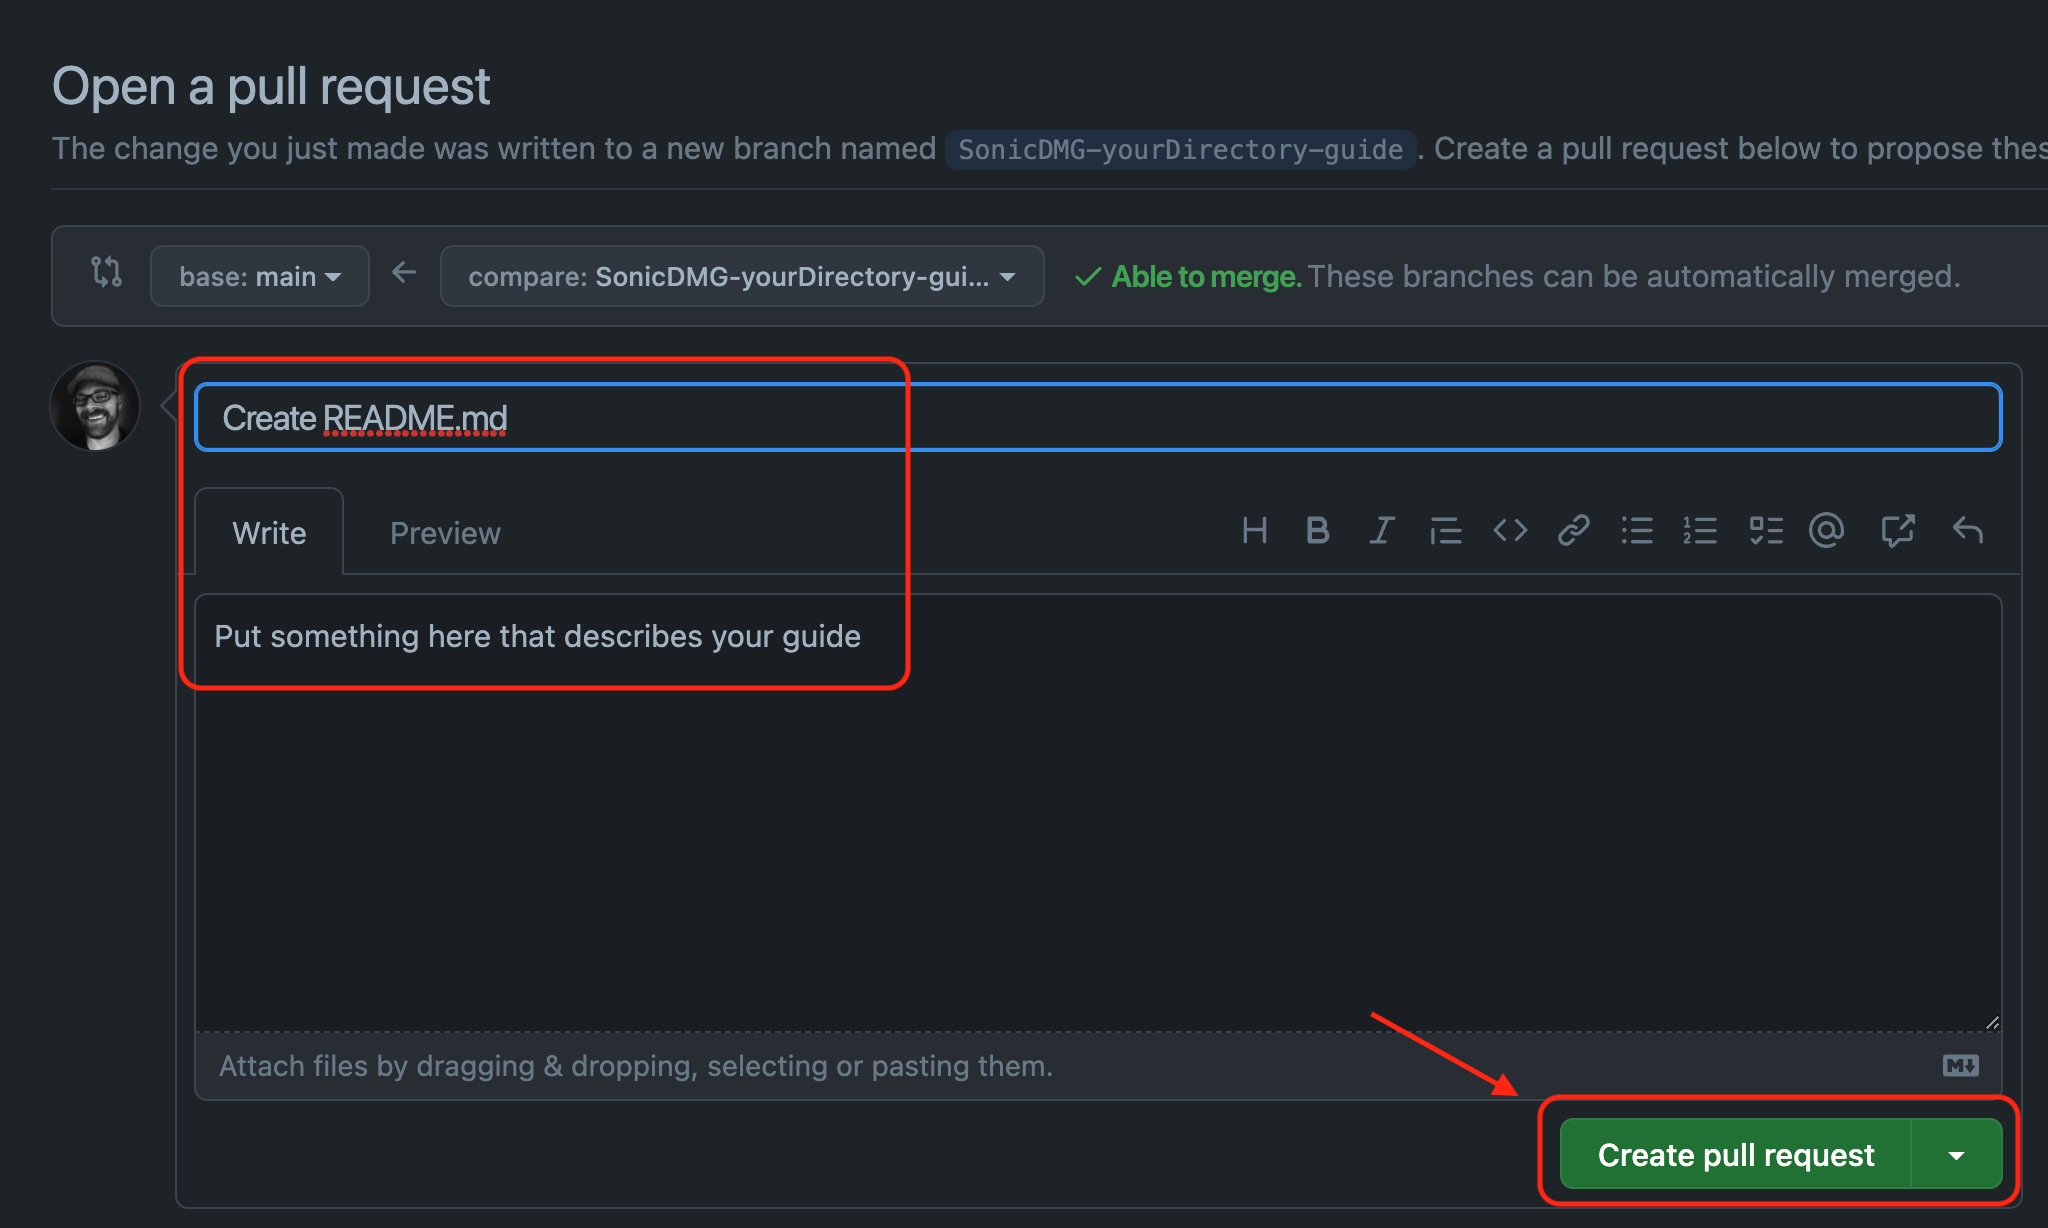 Open a pull request
The change you just made was written to a new branch named SonicDMG-yourDirectory-guide. Create a pull request below to propose
base: main
compare: SonicDMG-yourDirectory-gui...
Able to merge. These branches can be automatically merged.
Create README.md
Write
Preview
Put something here that describes your guide
Attach files by dragging & dropping, selecting or pasting them.
Create pull request